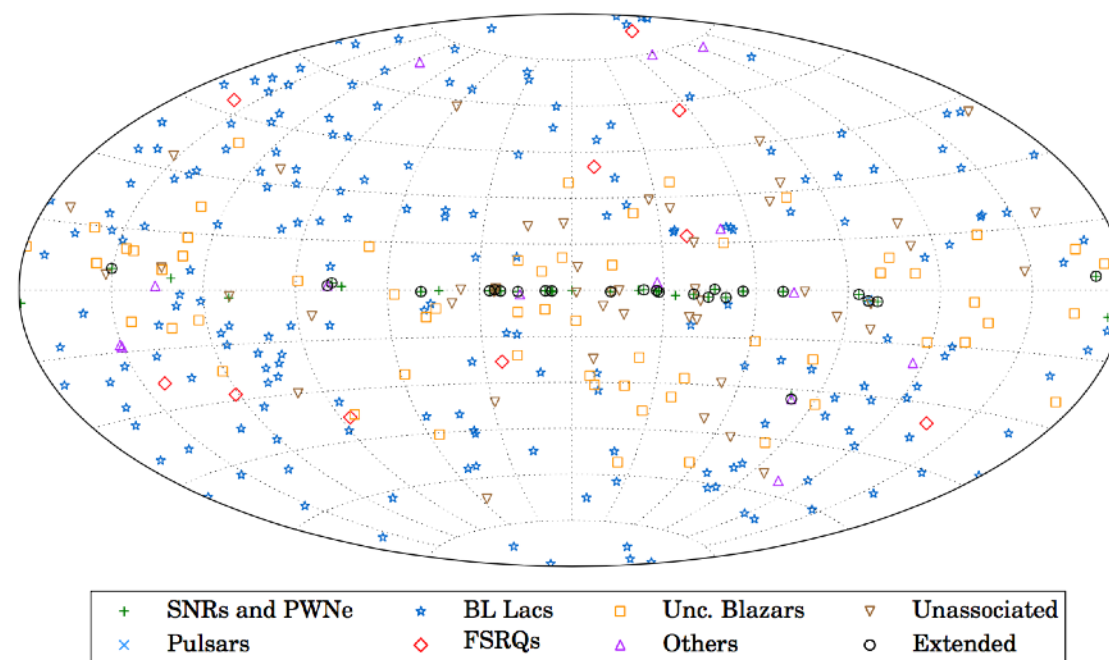 SNRs and PWNe BL Lacs Unc. Blazars Unassociated
Pulsars FSRQs Others Extended